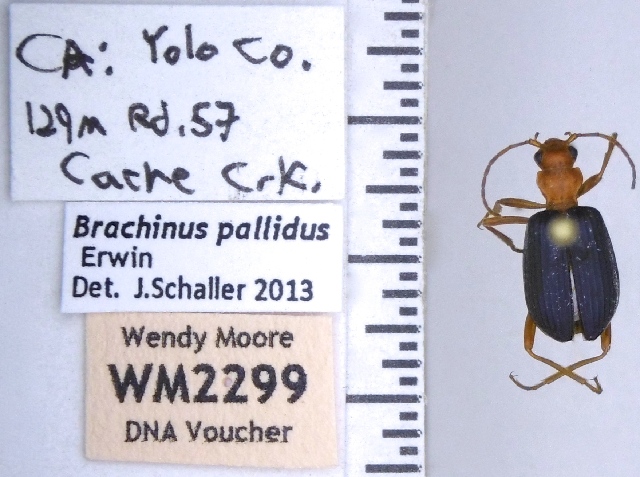 CA: Yolo Co.
129m Rd. 57
Cache Crk.
Brachinus pallidus
Erwin
Det. J.Schaller 2013
Wendy Moore
WM2299
DNA Voucher